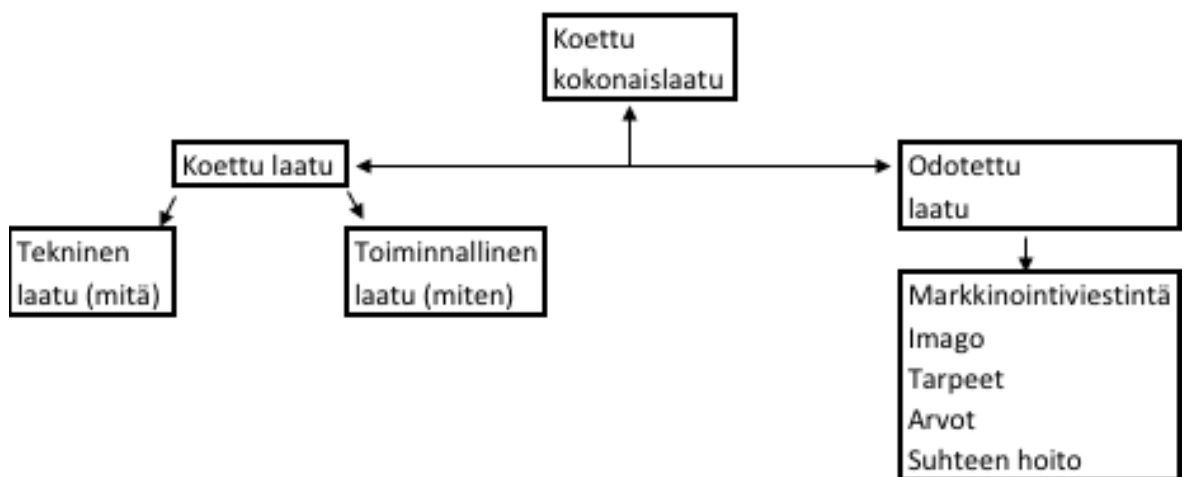 Koettu
kokonaislaatu
Koettu laatu
Odotettu
laatu
Tekninen
laatu (mitä)
Toiminnallinen
laatu (miten)
Markkinointiviestintä
Imago
Tarpeet
Arvot
Suhteen hoito